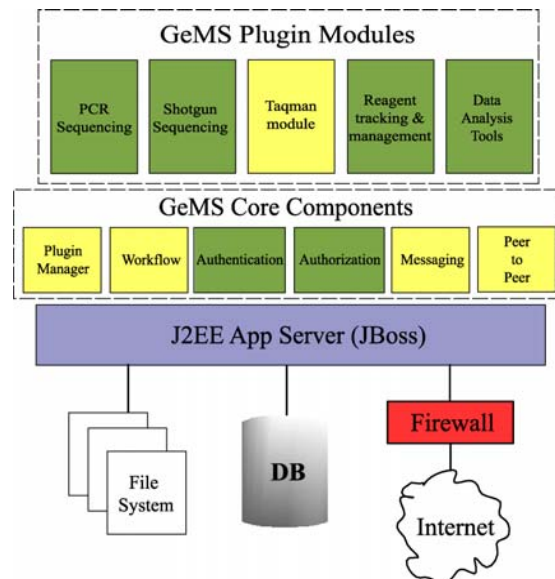 GeMS Plugin Modules
PCR
Sequencing
Shotgun
Sequencing
Taqman
module
Reagent
tracking &
management
Data
Analysis
Tools
GeMS Core Components
Plugin
Manager
Workflow
Authentication
Authorization
Messaging
Peer
to
Peer
J2EE App Server (JBoss)
File
System
DB
Firewall
Internet